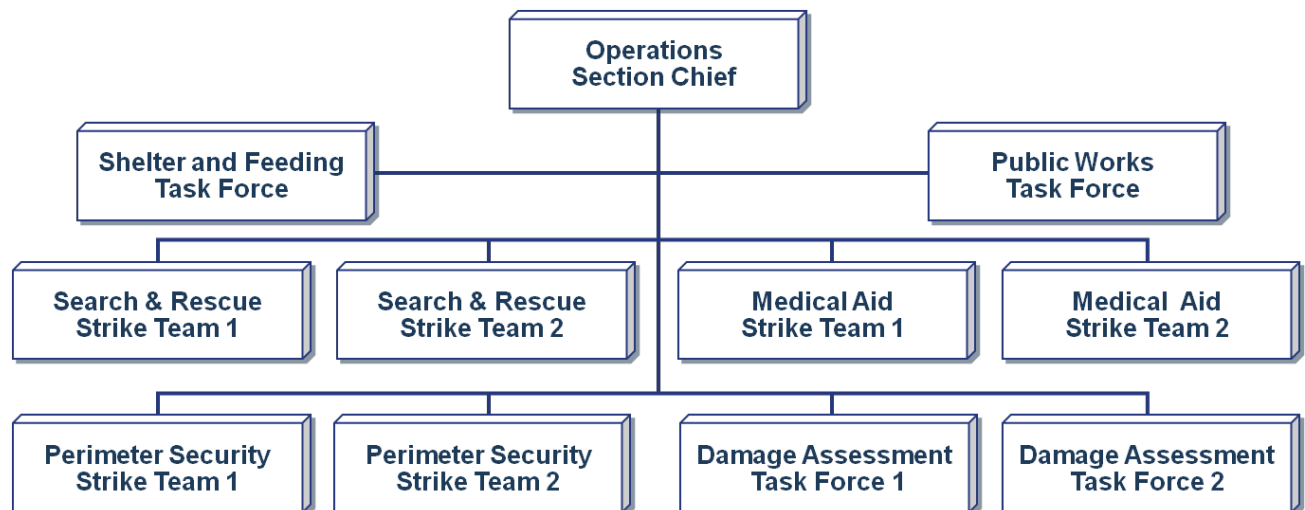 Operations
Section Chief
Shelter and Feeding
Task Force
Public Works
Task Force
Search & Rescue
Strike Team 1
Search & Rescue
Strike Team 2
Medical Aid
Strike Team 1
Medical Aid
Strike Team 2
Perimeter Security
Strike Team 1
Perimeter Security
Strike Team 2
Damage Assessment
Task Force 1
Damage Assessment
Task Force 2